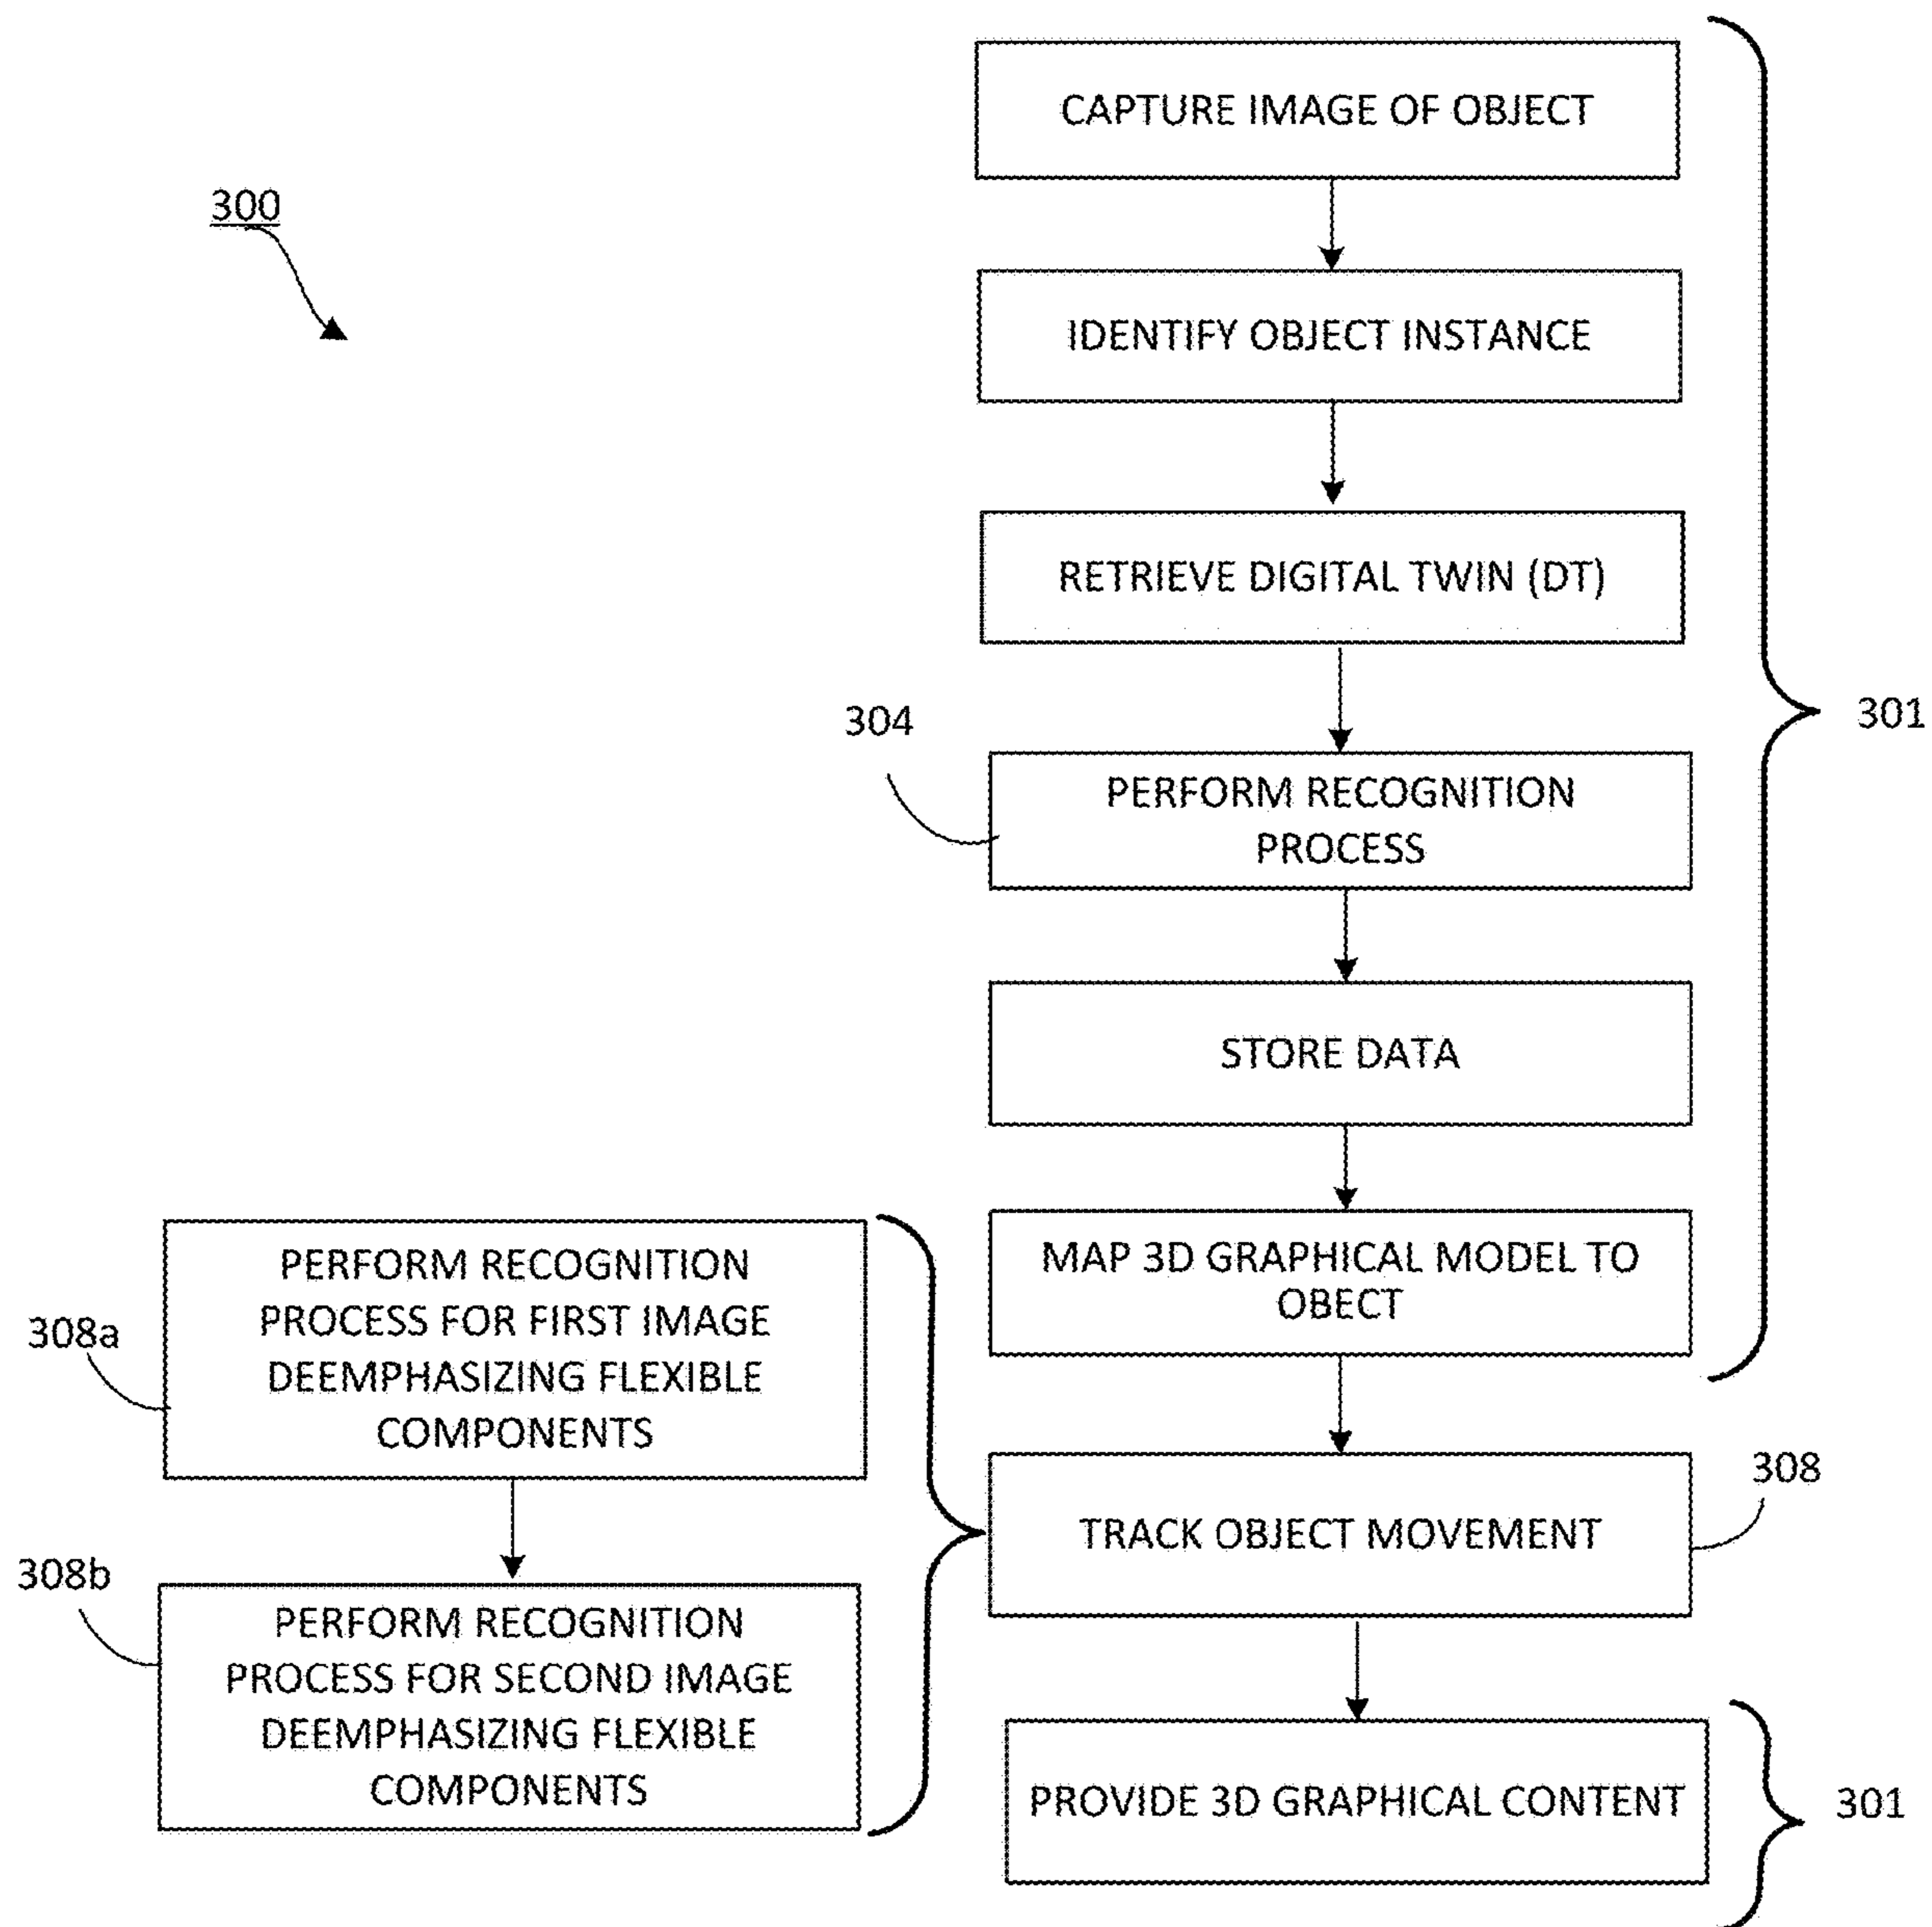 CAPTURE IMAGE OF OBJECT
300
IDENTIFY OBJECT INSTANCE
RETRIEVE DIGITAL TWIN (DT)
301
304
PERFORM RECOGNITION
PROCESS
STORE DATA
MAP 3D GRAPHICAL MODEL TO
OBECT
308a
PERFORM RECOGNITION
PROCESS FOR FIRST IMAGE
DEEMPHASIZING FLEXIBLE
COMPONENTS
TRACK OBJECT MOVEMENT
308
308b
PERFORM RECOGNITION
PROCESS FOR SECOND IMAGE
DEEMPHASIZING FLEXIBLE
COMPONENTS
PROVIDE 3D GRAPHICAL CONTENT
301